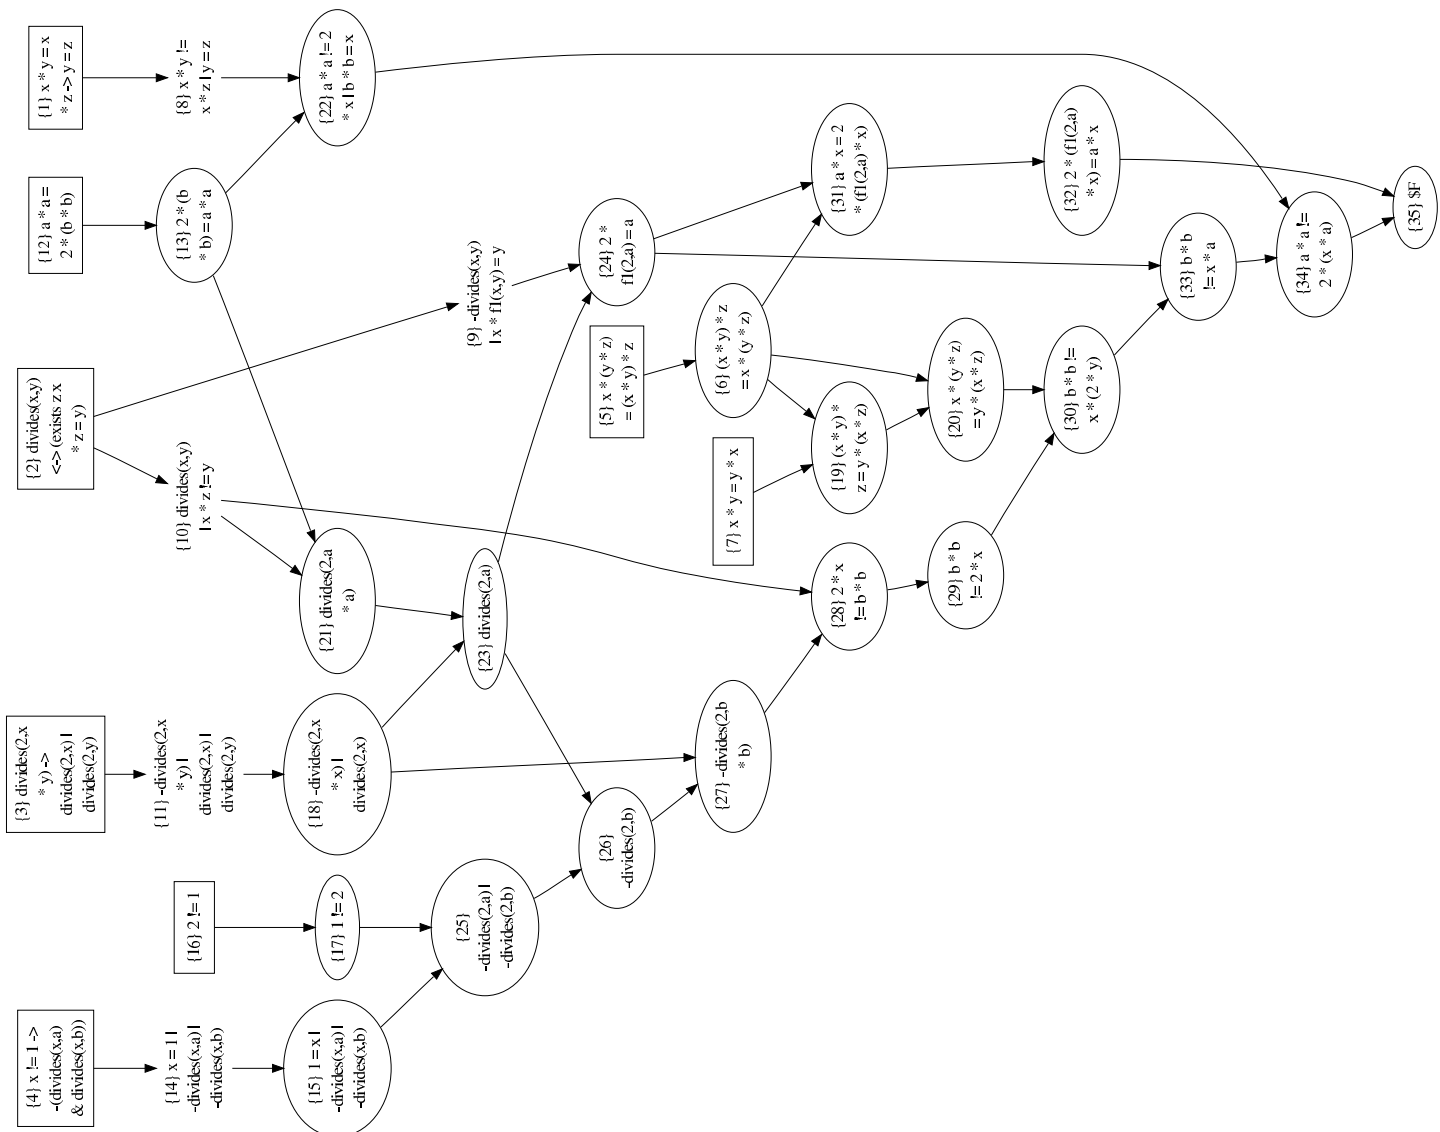 {1} x * y = x
* z -> y = z
{8} x * y !=
x * z | y = z
{22} a * a != 2
* x | b * b = x
{12} a * a =
2 * (b * b)
{13} 2 * (b
* b) = a * a
{31} a * x = 2
* (f1(2,a) * x)
{32} 2 * (f1(2,a)
* x) = a * x
{35} $F
{2} divides(x,y)
<-> (exists z x
* z = y)
{9} -divides(x,y)
| x * f1(x,y) = y
{24} 2 *
f1(2,a) = a
{33} b * b
!= x * a
{34} a * a !=
2 * (x * a)
{5} x * (y * z)
= (x * y) * z
{6} (x * y) * z
= x * (y * z)
{10} divides(x,y)
| x * z != y
{7} x * y = y * x
{19} (x * y) *
z = y * (x * z)
{20} x * (y * z)
= y * (x * z)
{30} b * b !=
x * (2 * y)
{21} divides(2,a
* a)
{23} divides(2,a)
{28} 2 * x
!= b * b
{29} b * b
!= 2 * x
{3} divides(2,x
* y) ->
divides(2,x) |
divides(2,y)
{11} -divides(2,x
* y) |
divides(2,x) |
divides(2,y)
{18} -divides(2,x
* x) |
divides(2,x)
{27} -divides(2,b
* b)
{26}
-divides(2,b)
{16} 2 != 1
{17} 1 != 2
{25}
-divides(2,a) |
-divides(2,b)
{4} x != 1 ->
-(divides(x,a)
& divides(x,b))
{14} x = 1 |
-divides(x,a) |
-divides(x,b)
{15} 1 = x |
-divides(x,a) |
-divides(x,b)